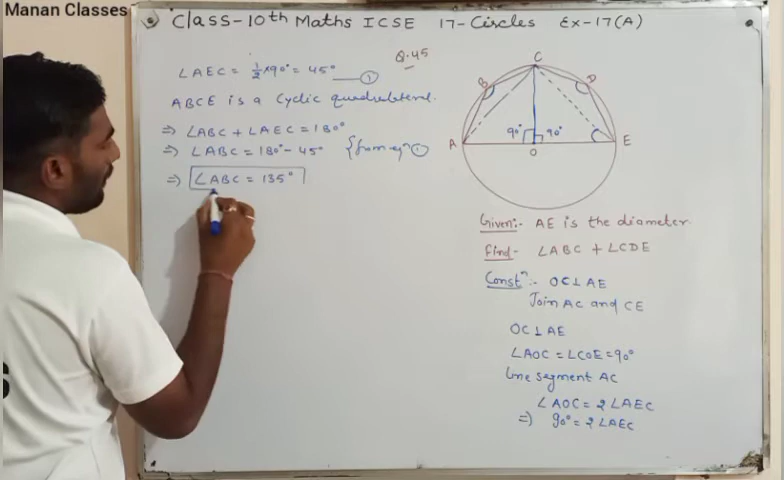 Manan Classes
Class-10th Maths ICSE 17-Circles Ex-17(A)
Q.45
∠AEC = 1/2 × 90° = 45° ——①
ABCE is a cyclic quadrilateral.
⇒ ∠ABC + ∠AEC = 180°
⇒ ∠ABC = 180° - 45° {from eqⁿ ①
⇒ ∠ABC = 135°
C
B
D
A
90°
90°
E
O
Given:- AE is the diameter.
Find- ∠ABC + ∠CDE
Constⁿ:- OC⊥AE
Join AC and CE
OC⊥AE
∠AOC = ∠COE = 90°
line segment AC
∠AOC = 2∠AEC
⇒ 90° = 2∠AEC